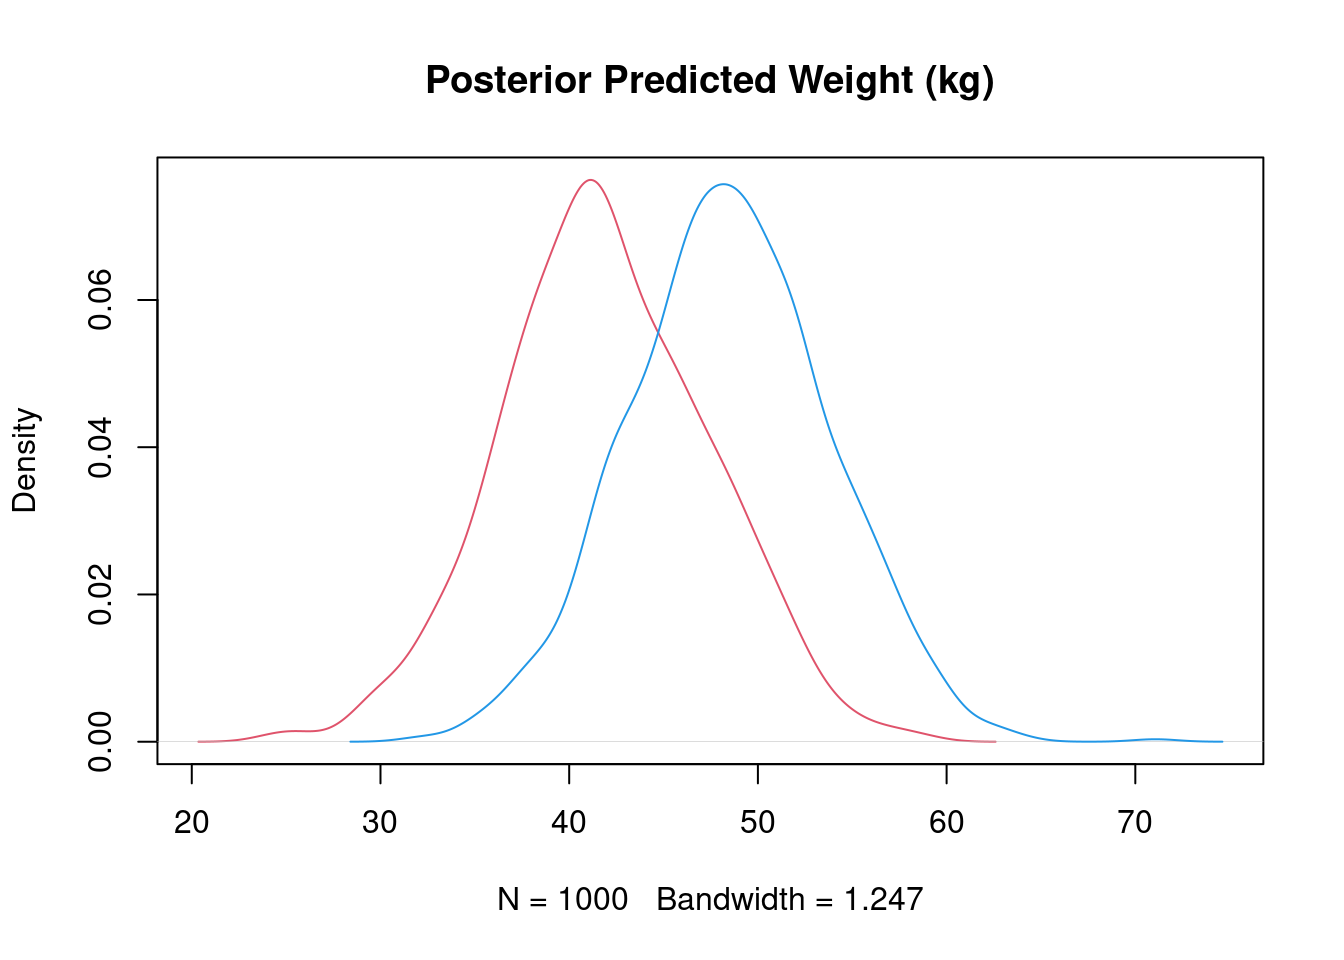 Posterior Predicted Weight (kg)
Density
0.06
0.04
0.02
0.00
20 30 40 50 60 70
N = 1000 Bandwidth = 1.247